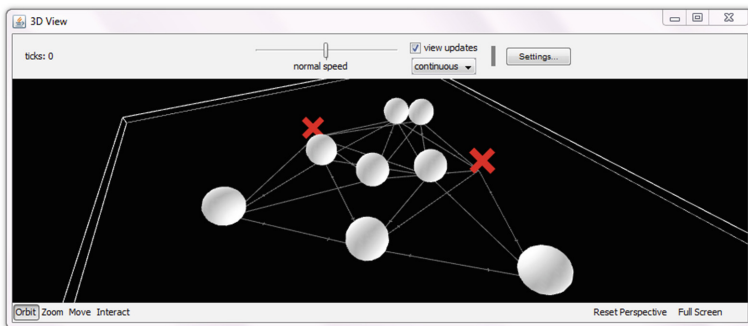 3D View
ticks: 0
normal speed
view updates
continuous
Settings...
Orbit Zoom Move Interact
Reset Perspective Full Screen